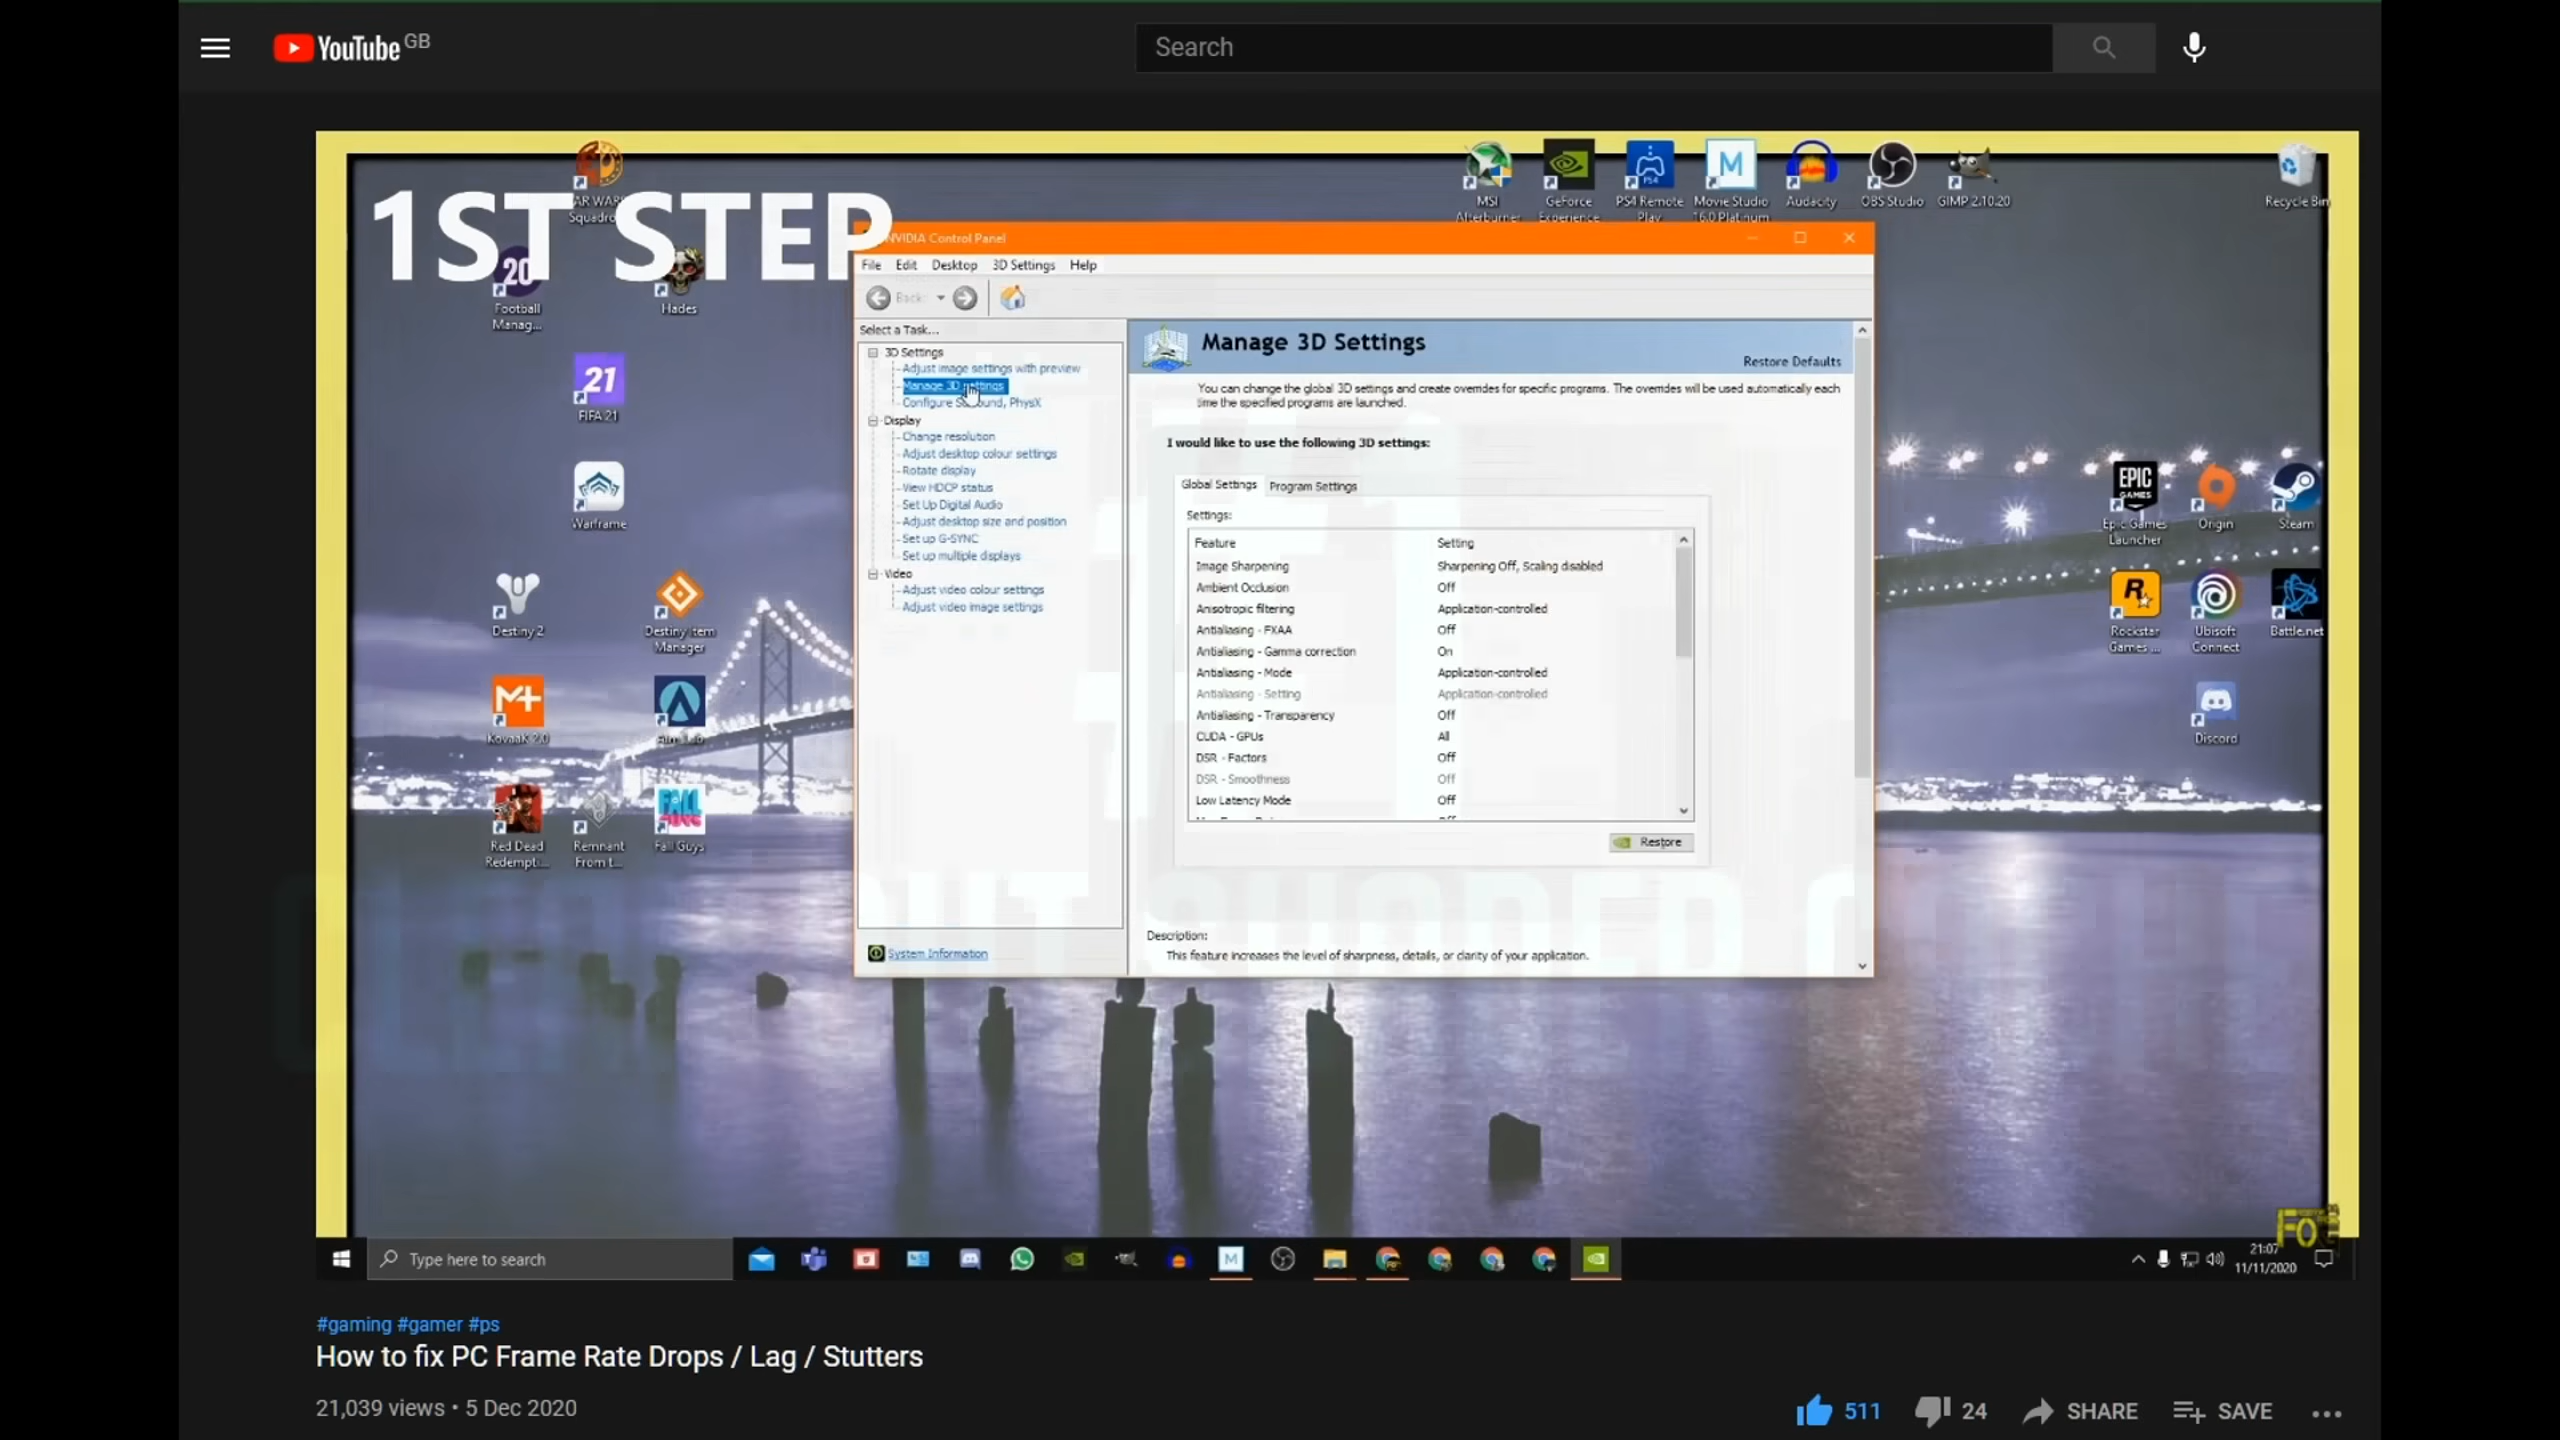 YouTube GB
Search
1ST STEP
Squadro
MSI
Afterburner
GeForce
Experience
PS4 Remote
Play
Movie Studio
16.0 Platinum
Audacity
OBS Studio
GIMP 2.10.20
Recycle Bin
20
Football
Manag...
Hades
21
FIFA 21
Warframe
Destiny 2
Destiny Item
Manager
KovaaK 2.0
Aim Lab
Red Dead
Redempti...
Remnant
From t...
Fall Guys
NVIDIA Control Panel
File Edit Desktop 3D Settings Help
Back
Select a Task...
3D Settings
Adjust image settings with preview
Manage 3D settings
Configure Surround, PhysX
Display
Change resolution
Adjust desktop colour settings
Rotate display
View HDCP status
Set Up Digital Audio
Adjust desktop size and position
Set up G-SYNC
Set up multiple displays
Video
Adjust video colour settings
Adjust video image settings
System Information
Manage 3D Settings
Restore Defaults
You can change the global 3D settings and create overrides for specific programs. The overrides will be used automatically each
time the specified programs are launched.
I would like to use the following 3D settings:
Global Settings Program Settings
Settings:
Feature Setting
Image Sharpening Sharpening Off, Scaling disabled
Ambient Occlusion Off
Anisotropic filtering Application-controlled
Antialiasing - FXAA Off
Antialiasing - Gamma correction On
Antialiasing - Mode Application-controlled
Antialiasing - Setting Application-controlled
Antialiasing - Transparency Off
CUDA - GPUs All
DSR - Factors Off
DSR - Smoothness Off
Low Latency Mode Off
Restore
Description:
This feature increases the level of sharpness, details, or clarity of your application.
EPIC
GAMES
Epic Games
Launcher
Origin
Steam
Rockstar
Games ...
Ubisoft
Connect
Battle.net
Discord
Type here to search
21:07
11/11/2020
#gaming #gamer #ps
How to fix PC Frame Rate Drops / Lag / Stutters
21,039 views • 5 Dec 2020
511
24
SHARE
SAVE